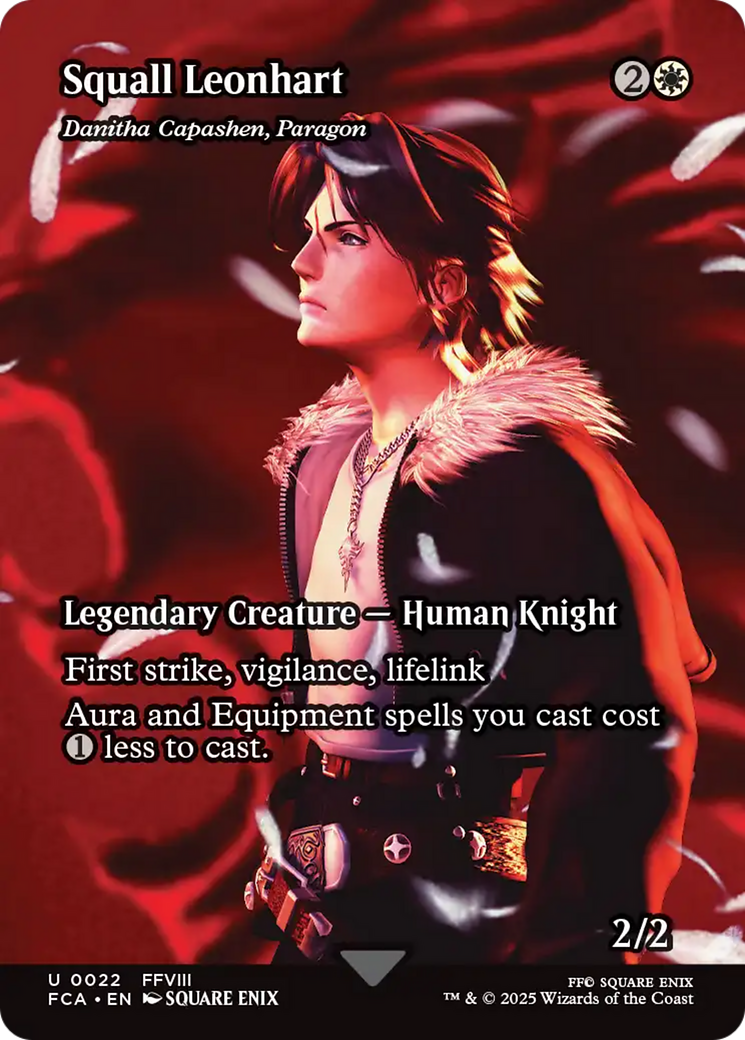 Squall Leonhart 2
Danitha Capashen, Paragon
Legendary Creature — Human Knight
First strike, vigilance, lifelink
Aura and Equipment spells you cast cost
1 less to cast.
2/2
U 0022 FFVIII
FCA • EN SQUARE ENIX
FF© SQUARE ENIX
™ & © 2025 Wizards of the Coast